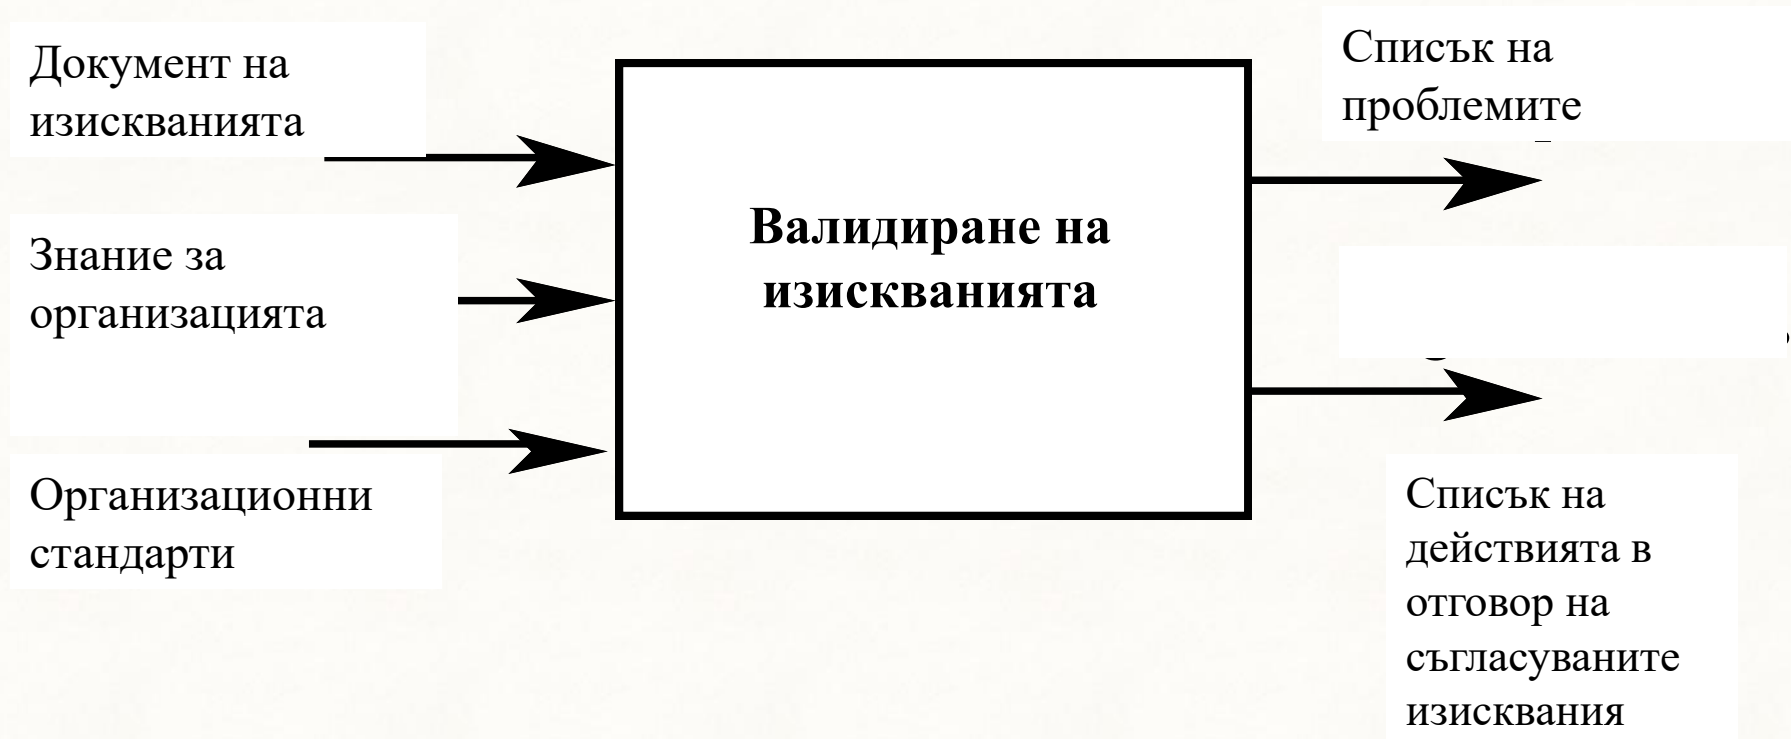 Документ на
изискванията
Знание за
организацията
Организационни
стандарти
Валидиране на
изискванията
Списък на
проблемите
Списък на
действията в
отговор на
съгласуваните
изисквания